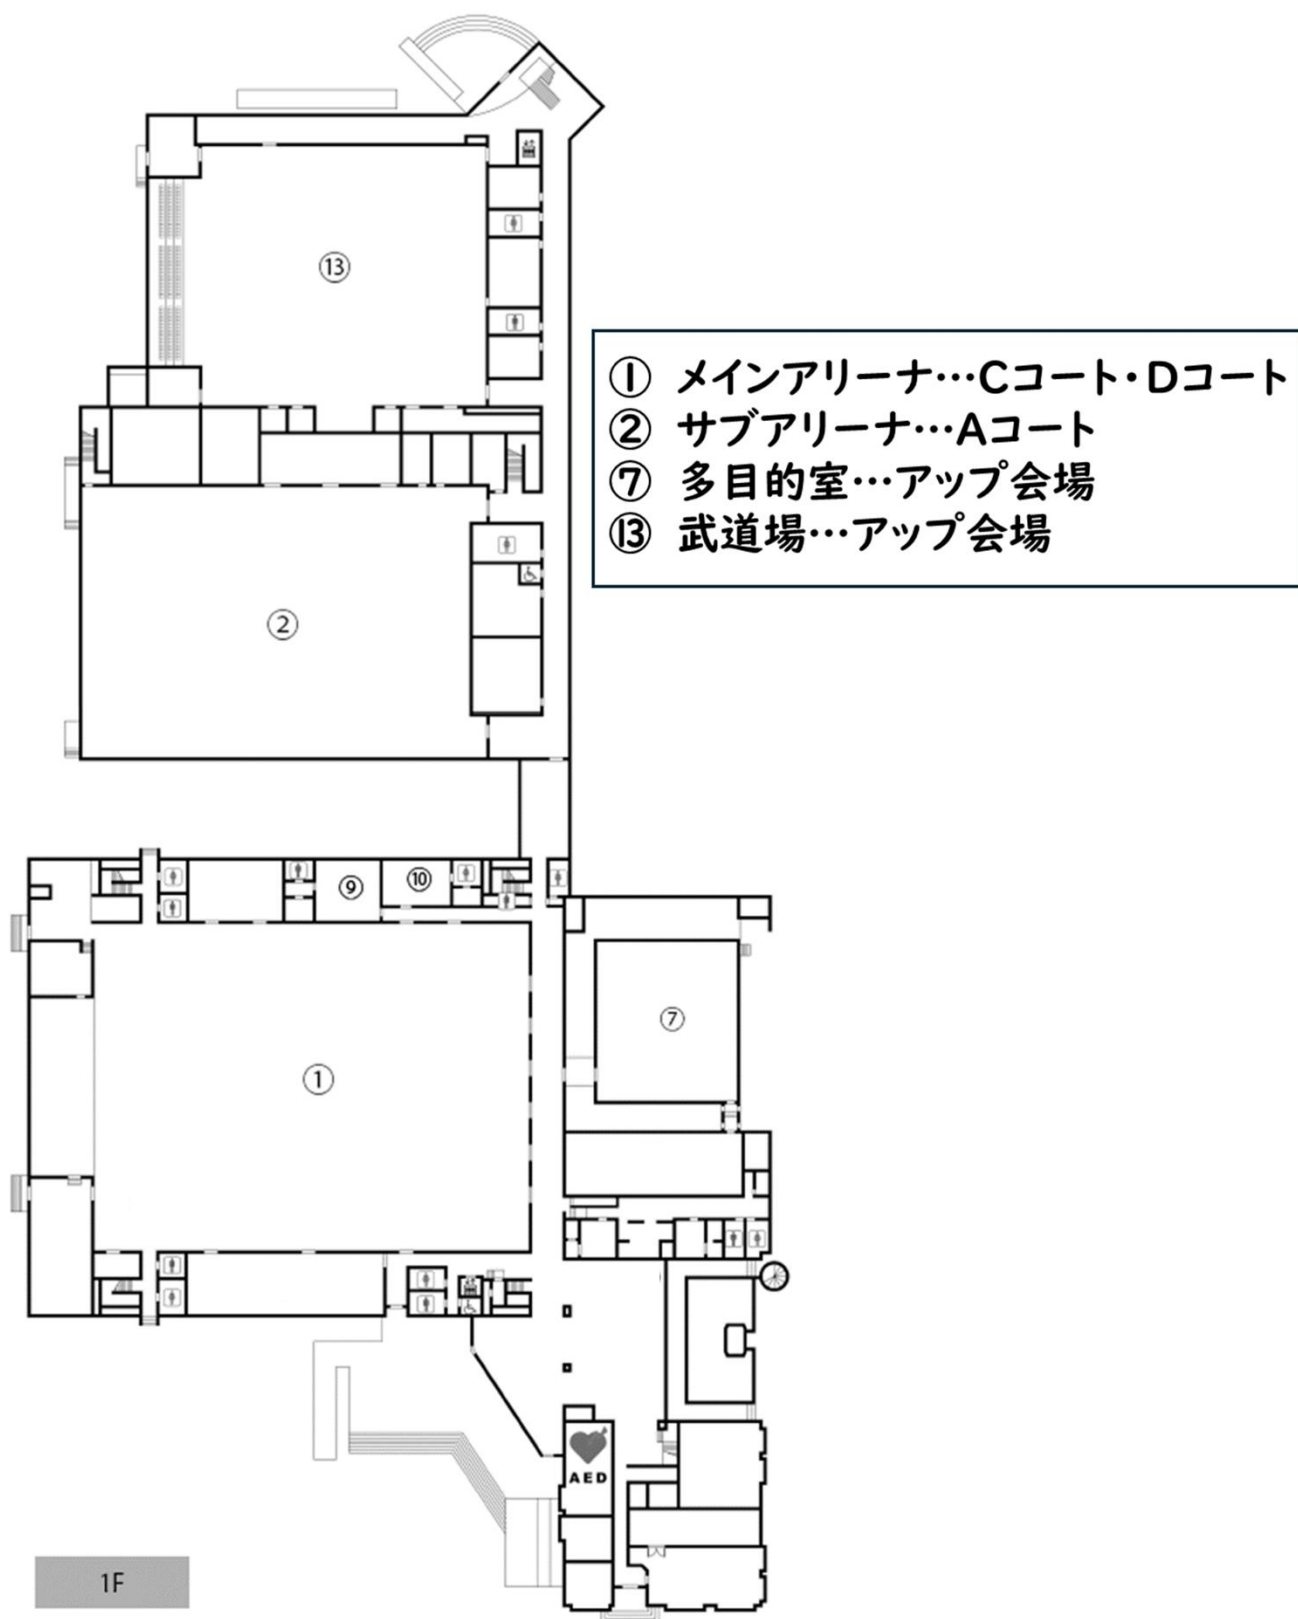 ⑬
① メインアリーナ…Cコート・Dコート
② サブアリーナ…Aコート
⑦ 多目的室…アップ会場
⑬ 武道場…アップ会場
②
⑨
⑩
⑦
①
AED
1F